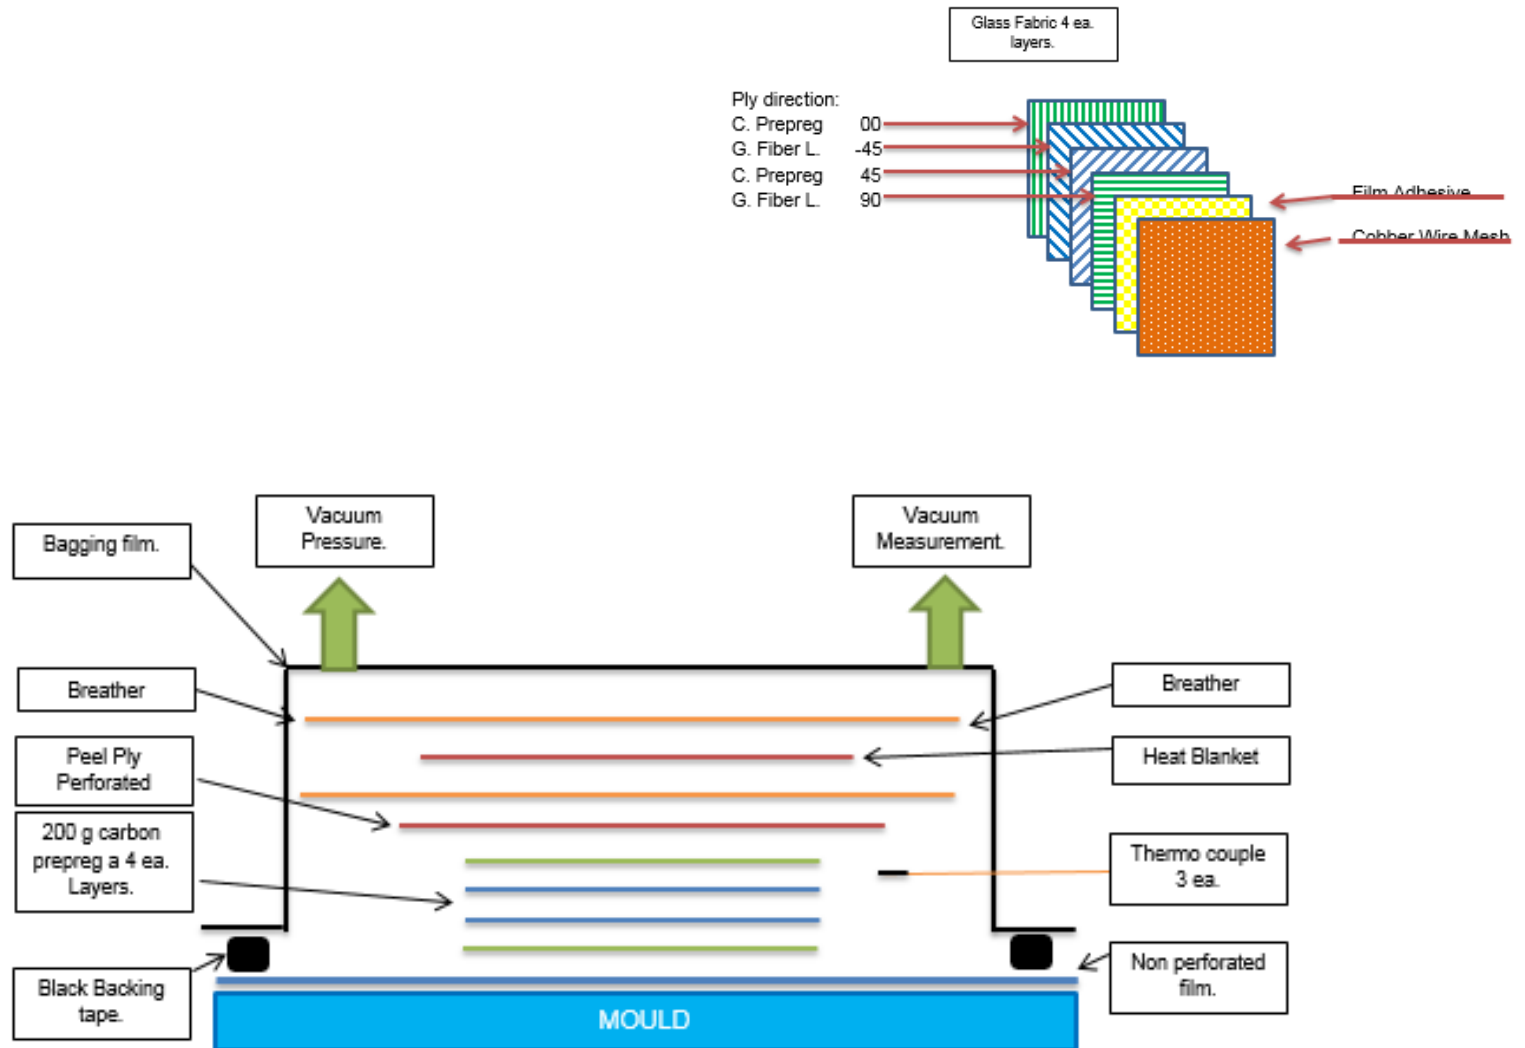 Glass Fabric 4 ea.
layers.
Ply direction:
C. Prepreg 00
G. Fiber L. -45
C. Prepreg 45
G. Fiber L. 90
Film Adhesive
Cobber Wire Mesh
Vacuum
Pressure.
Vacuum
Measurement.
Bagging film.
Breather
Breather
Peel Ply
Perforated
Heat Blanket
200 g carbon
prepreg a 4 ea.
Layers.
Thermo couple
3 ea.
Black Backing
tape.
Non perforated
film.
MOULD